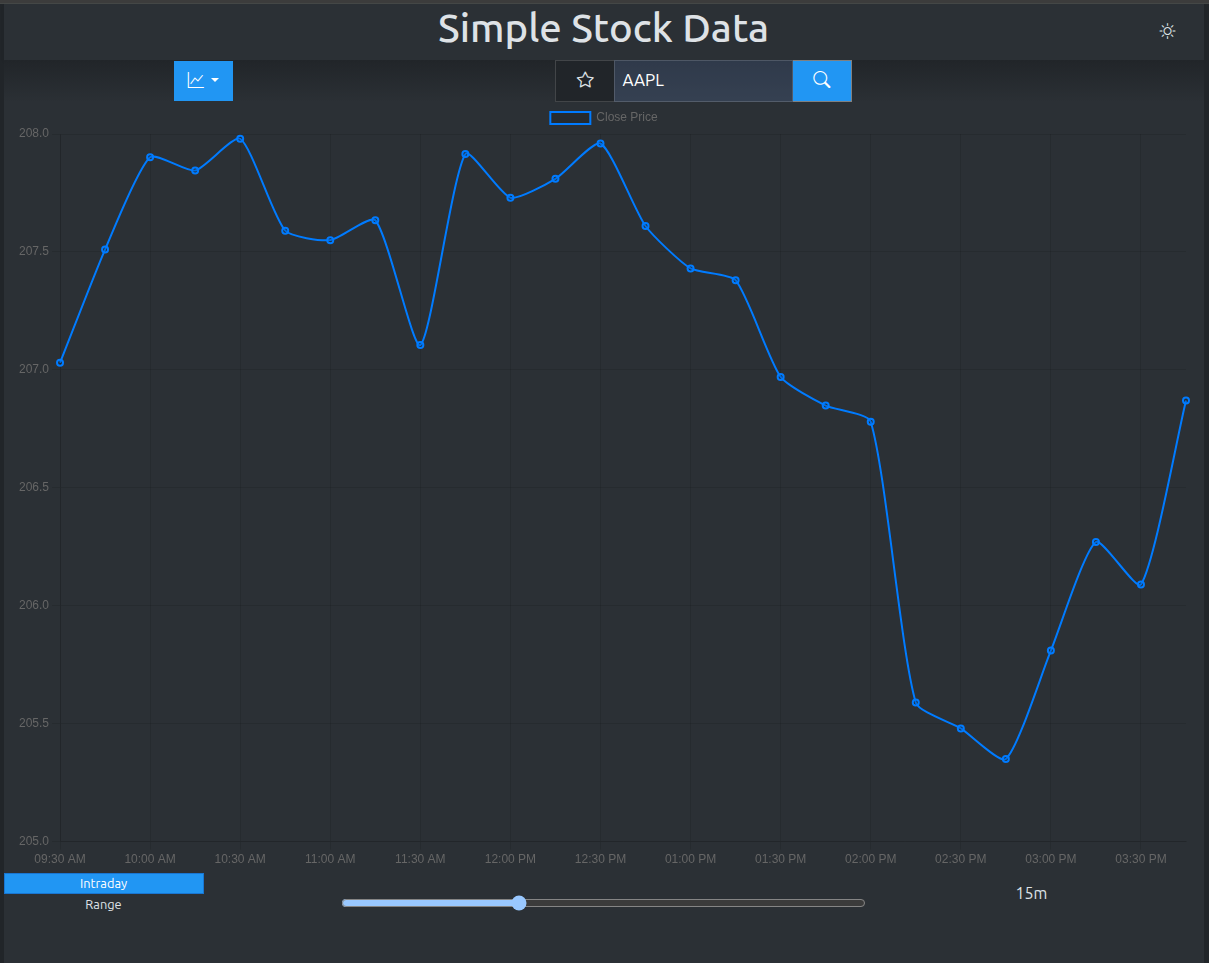 Simple Stock Data
AAPL
Close Price
208.0
207.5
207.0
206.5
206.0
205.5
205.0
09:30 AM 10:00 AM 10:30 AM 11:00 AM 11:30 AM 12:00 PM 12:30 PM 01:00 PM 01:30 PM 02:00 PM 02:30 PM 03:00 PM 03:30 PM
Intraday
15m
Range